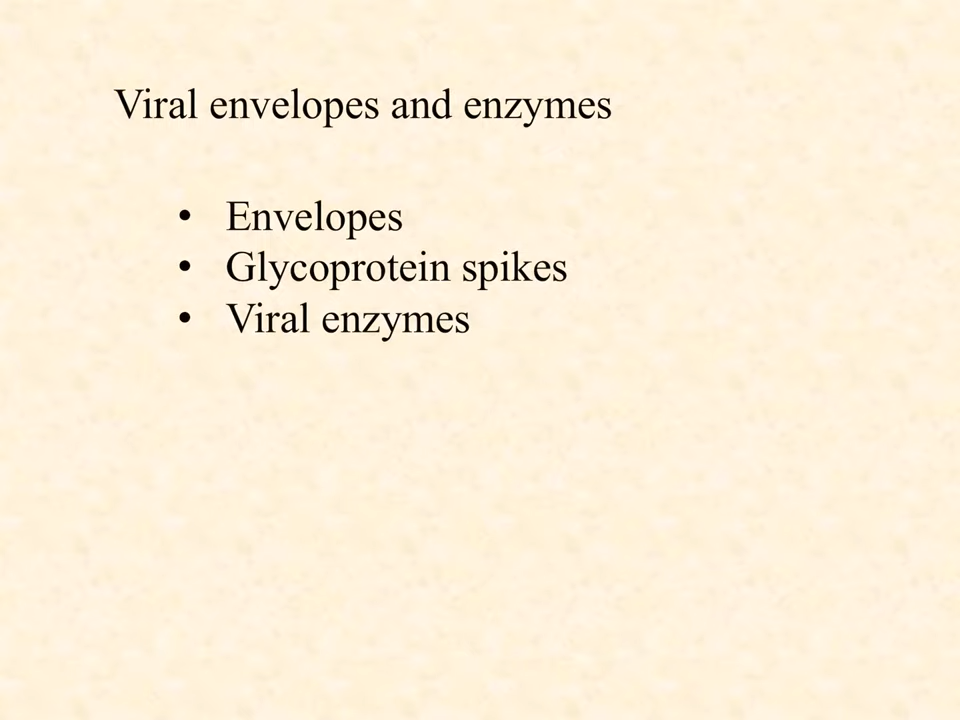 Viral envelopes and enzymes
• Envelopes
• Glycoprotein spikes
• Viral enzymes